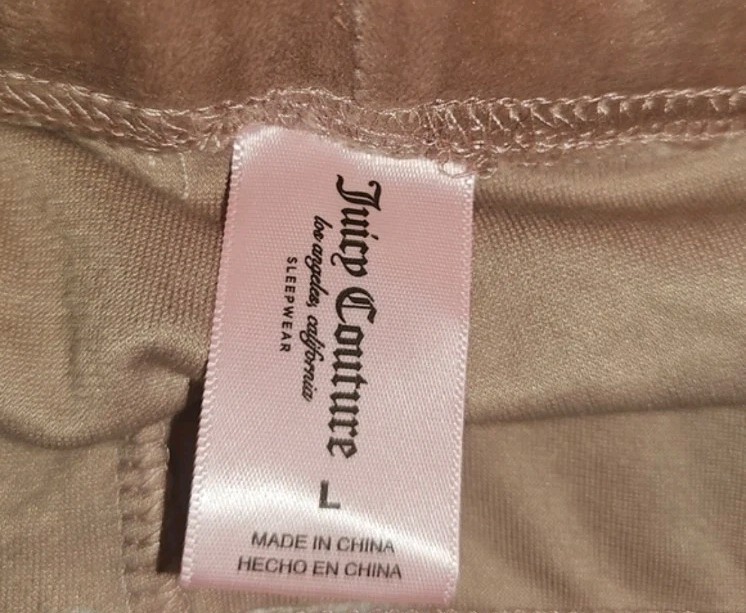 Juicy Couture
los angeles, california
SLEEPWEAR
L
MADE IN CHINA
HECHO EN CHINA